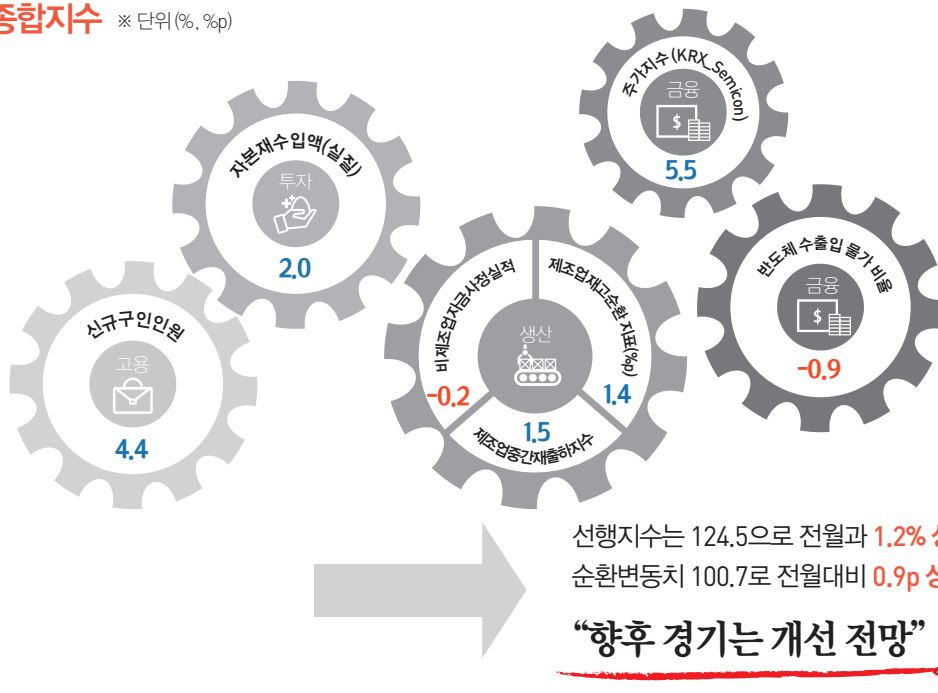 종합지수 ※ 단위(%, %p)
주가지수(KRX_Semicon)
금융
$
5.5
자본재수입액(실질)
투자
2.0
반도체 수출입 물가 비율
금융
$
-0.9
비제조업자금사정실적
-0.2
제조업재고순환 지표(%p)
1.4
생산
1.5
제조업중간재출하지수
신규구인인원
고용
4.4
선행지수는 124.5으로 전월과 1.2%
순환변동치 100.7로 전월대비 0.9p
“향후 경기는 개선 전망”